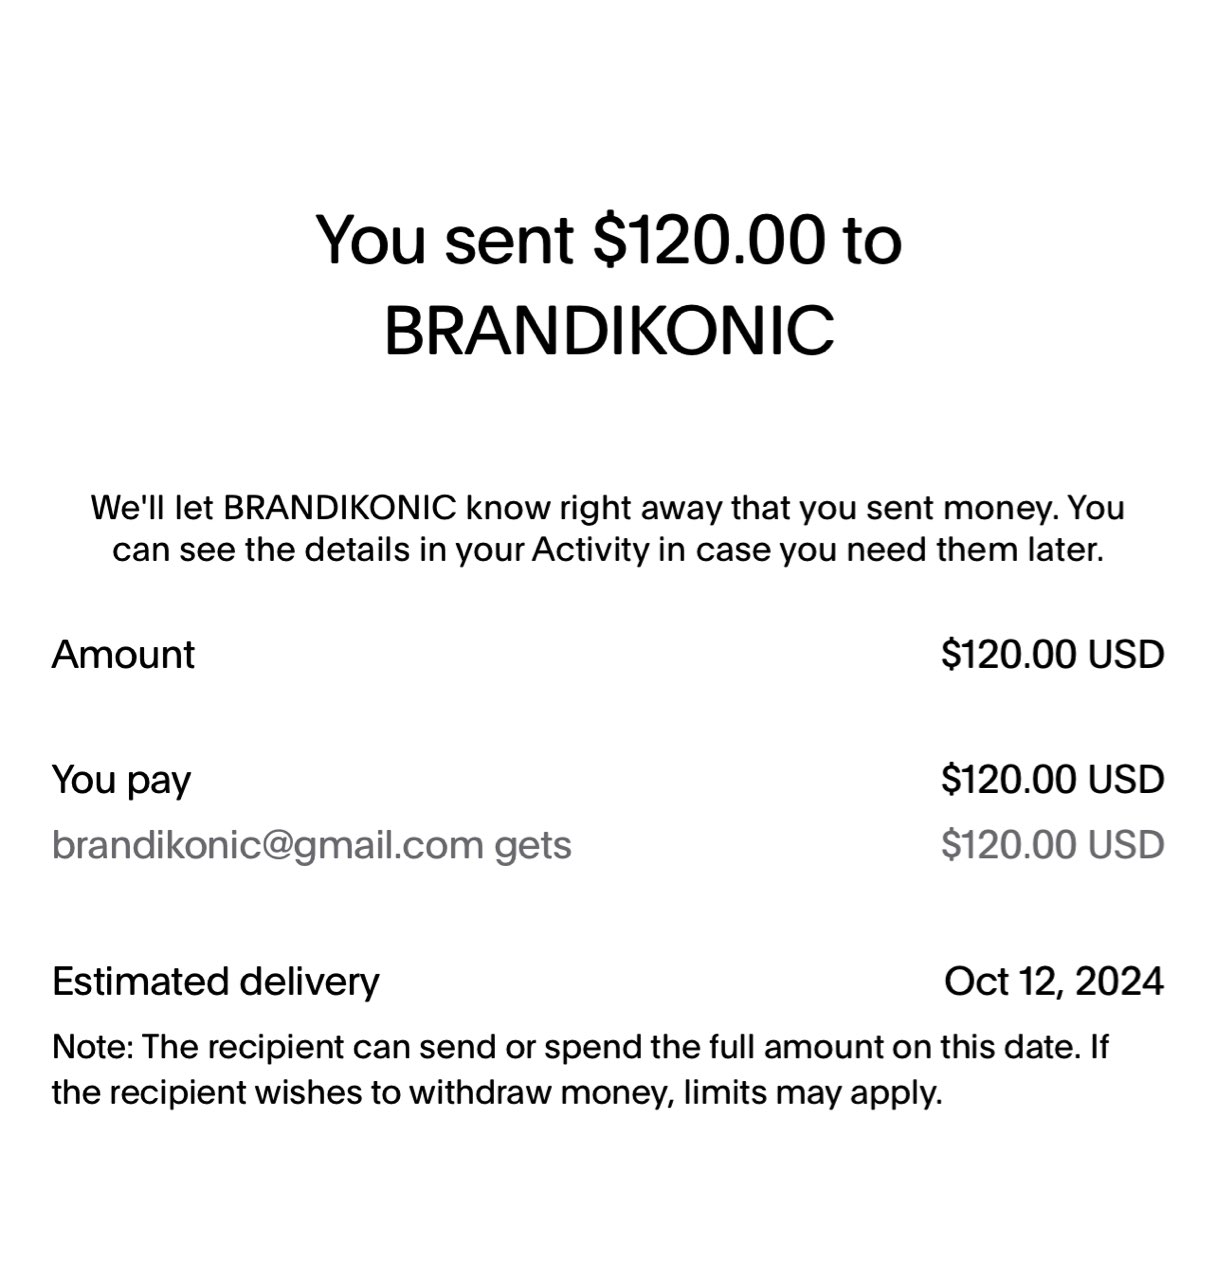 You sent $120.00 to
BRANDIKONIC
We'll let BRANDIKONIC know right away that you sent money. You
can see the details in your Activity in case you need them later.
Amount $120.00 USD
You pay $120.00 USD
brandikonic@gmail.com gets $120.00 USD
Estimated delivery Oct 12, 2024
Note: The recipient can send or spend the full amount on this date. If
the recipient wishes to withdraw money, limits may apply.